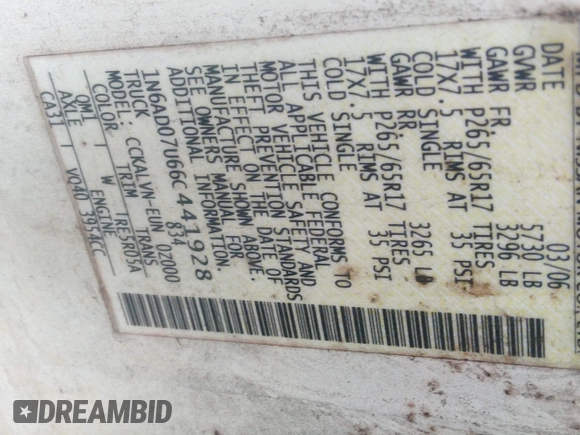 DATE 03/06
GVWR 5730 LB
GAWR FR. 3296 LB
WITH P265/65R17 TIRES
17X7.5 RIMS AT 35 PSI
COLD SINGLE
GAWR RR. 3265 LB
WITH P265/65R17 TIRES
17X7.5 RIMS AT 35 PSI
COLD SINGLE
THIS VEHICLE CONFORMS TO
ALL APPLICABLE FEDERAL
MOTOR VEHICLE SAFETY AND
THEFT PREVENTION STANDARDS
IN EFFECT ON THE DATE OF
MANUFACTURE SHOWN ABOVE.
SEE OWNERS MANUAL FOR
ADDITIONAL INFORMATION.
834
1N6AD07U66C441928
TRUCK
MODEL: CCKALVN-EUN 0Z000
COLOR TRIM TRANS
QM1 W TRE5R05A
AXLE ENGINE
CA31 VQ40 3954CC
DREAMBID